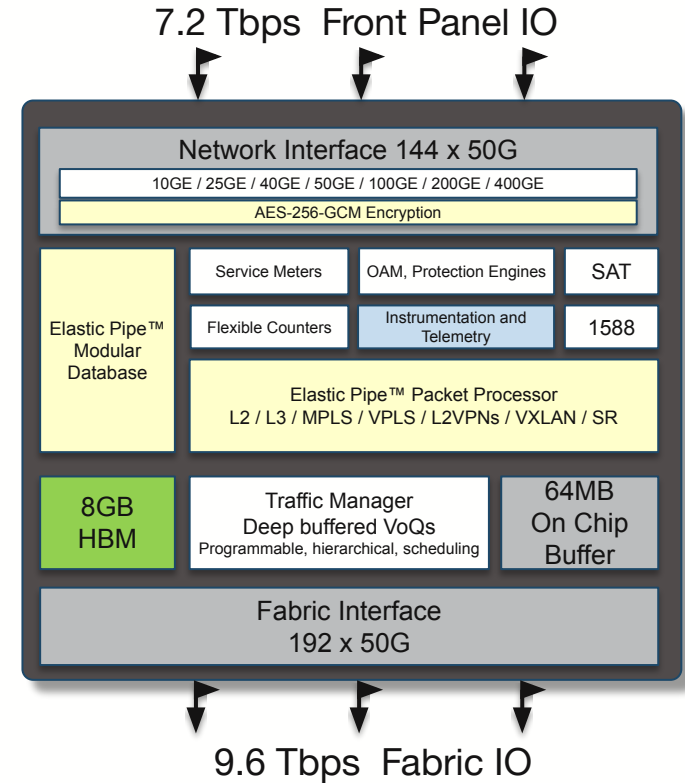 7.2 Tbps Front Panel IO
Network Interface 144 x 50G
10GE / 25GE / 40GE / 50GE / 100GE / 200GE / 400GE
AES-256-GCM Encryption
Elastic Pipe™
Modular
Database
Service Meters
OAM, Protection Engines
SAT
Flexible Counters
Instrumentation and
Telemetry
1588
Elastic Pipe™ Packet Processor
L2 / L3 / MPLS / VPLS / L2VPNs / VXLAN / SR
8GB
HBM
Traffic Manager
Deep buffered VoQs
Programmable, hierarchical, scheduling
64MB
On Chip
Buffer
Fabric Interface
192 x 50G
9.6 Tbps Fabric IO